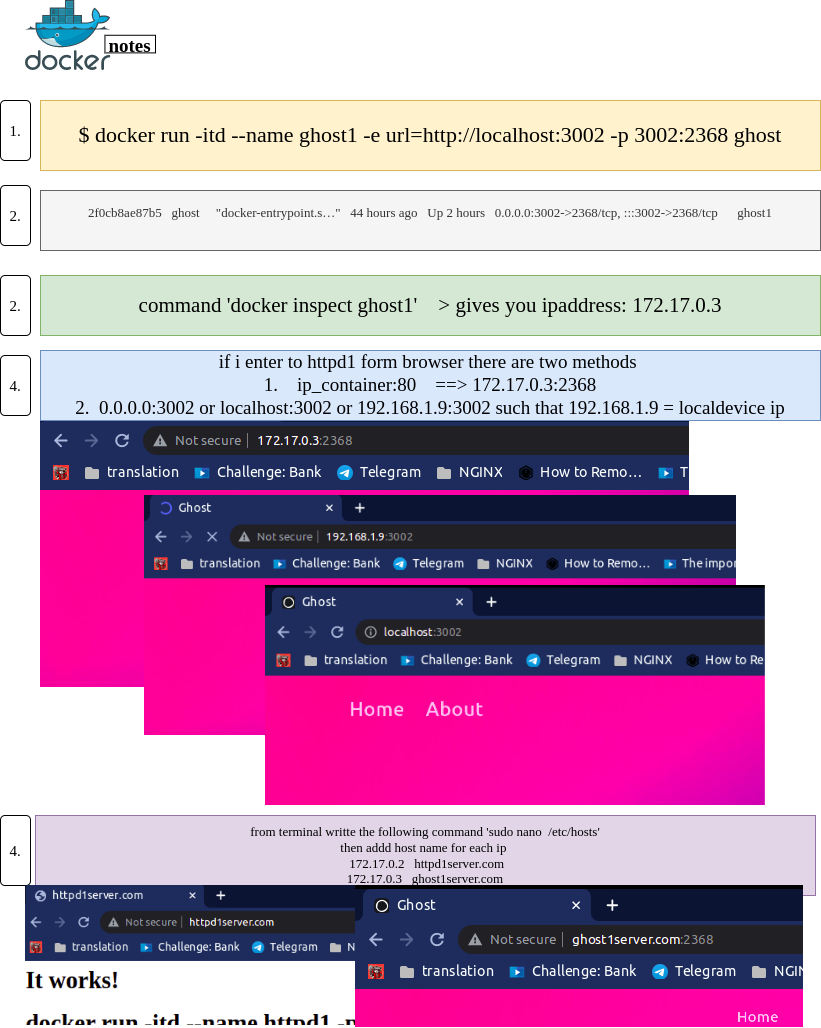 docker
notes
1.
$ docker run -itd --name ghost1 -e url=http://localhost:3002 -p 3002:2368 ghost
2.
2f0cb8ae87b5 ghost "docker-entrypoint.s…" 44 hours ago Up 2 hours 0.0.0.0:3002->2368/tcp, :::3002->2368/tcp ghost1
2.
command 'docker inspect ghost1' > gives you ipaddress: 172.17.0.3
4.
if i enter to httpd1 form browser there are two methods
1. ip_container:80 ==> 172.17.0.3:2368
2. 0.0.0.0:3002 or localhost:3002 or 192.168.1.9:3002 such that 192.168.1.9 = localdevice ip
Not secure 172.17.0.3:2368
translation Challenge: Bank Telegram NGINX How to Remo… T
Ghost
Not secure 192.168.1.9:3002
translation Challenge: Bank Telegram NGINX How to Remo… The impor
Ghost
localhost:3002
translation Challenge: Bank Telegram NGINX How to Re
Home About
4.
from terminal writte the following command 'sudo nano /etc/hosts'
then addd host name for each ip
172.17.0.2 httpd1server.com
172.17.0.3 ghost1server.com
httpd1server.com
Not secure httpd1server.com
translation Challenge: Bank Telegram N
It works!
docker run -itd --name httpd1 -p
Ghost
Not secure ghost1server.com:2368
translation Challenge: Bank Telegram NGIN
Home